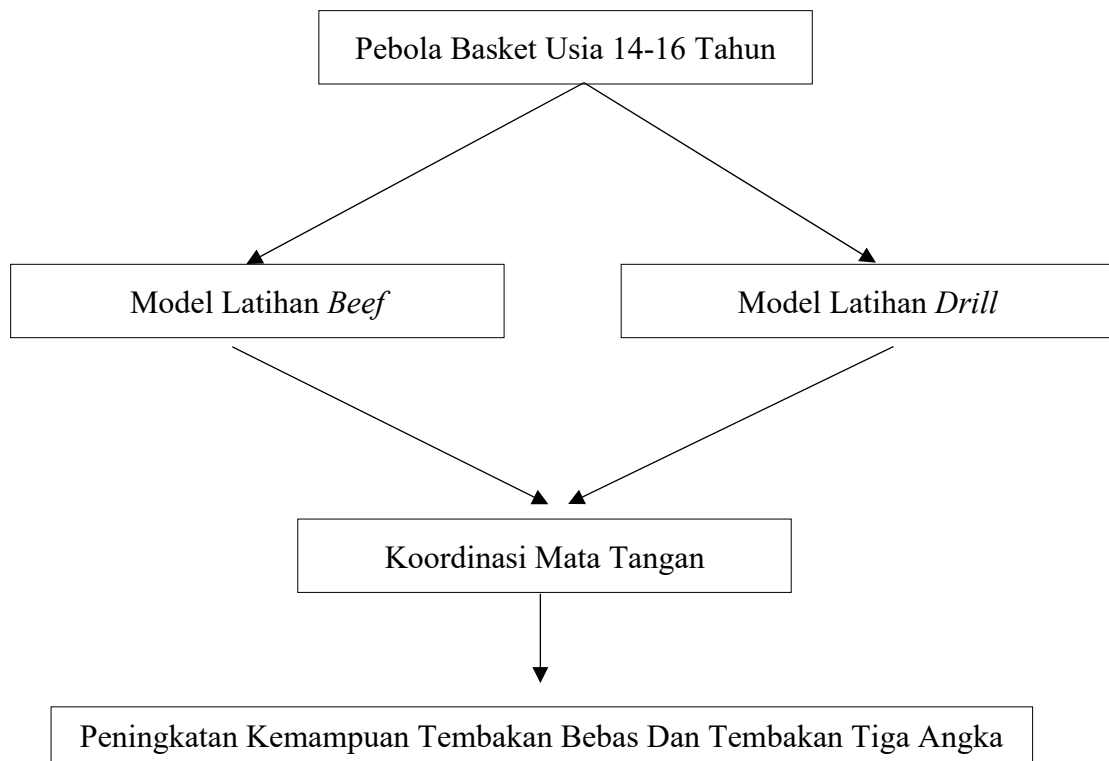 Pebola Basket Usia 14-16 Tahun
Model Latihan Beef
Model Latihan Drill
Koordinasi Mata Tangan
Peningkatan Kemampuan Tembakan Bebas Dan Tembakan Tiga Angka